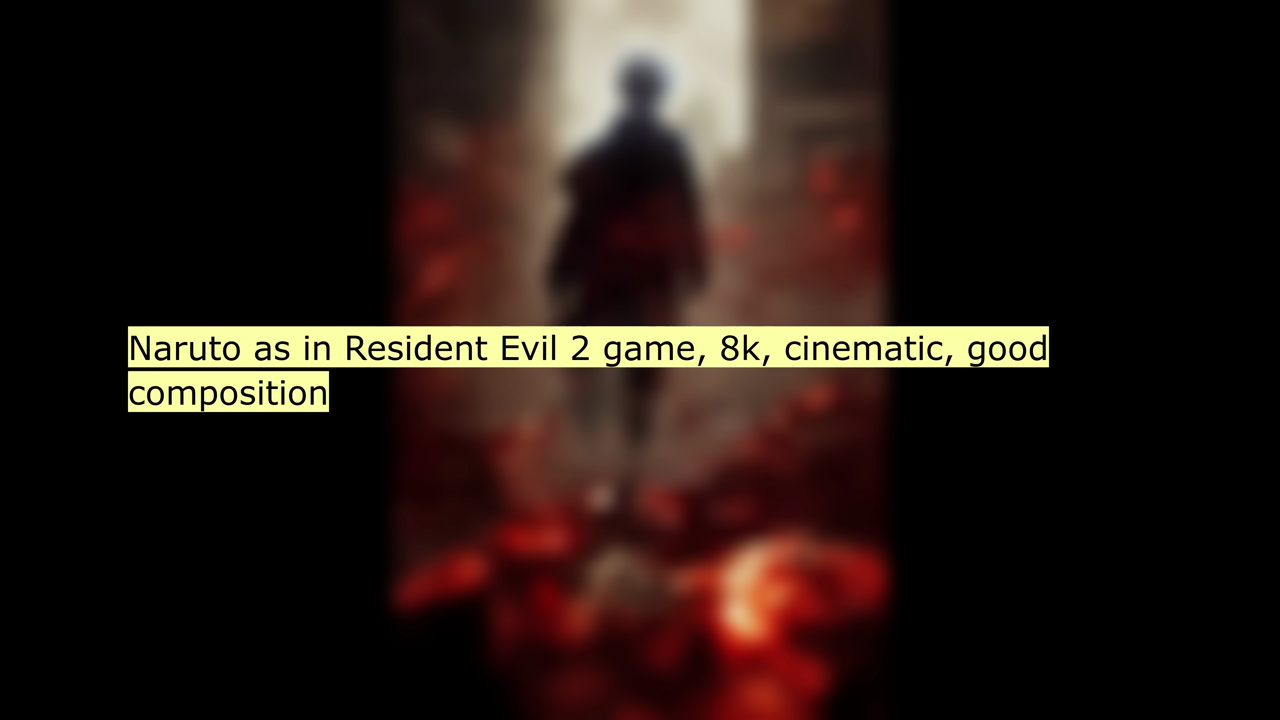 Naruto as in Resident Evil 2 game, 8k, cinematic, good
composition